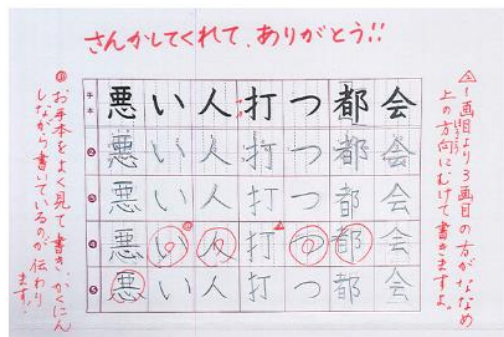 さんかしてくれて、ありがとう!!
1画目より3画目の方がななめ
上の方向にむけて書きますよ。
手本 悪い人打つ都会
② 悪い人打つ都会
③ 悪い人打つ都会
④ 悪い人打つ都会
⑤ 悪い人打つ都会
お手本をよく見て書き、かくにん
しながら書いているのが伝わり
ます!